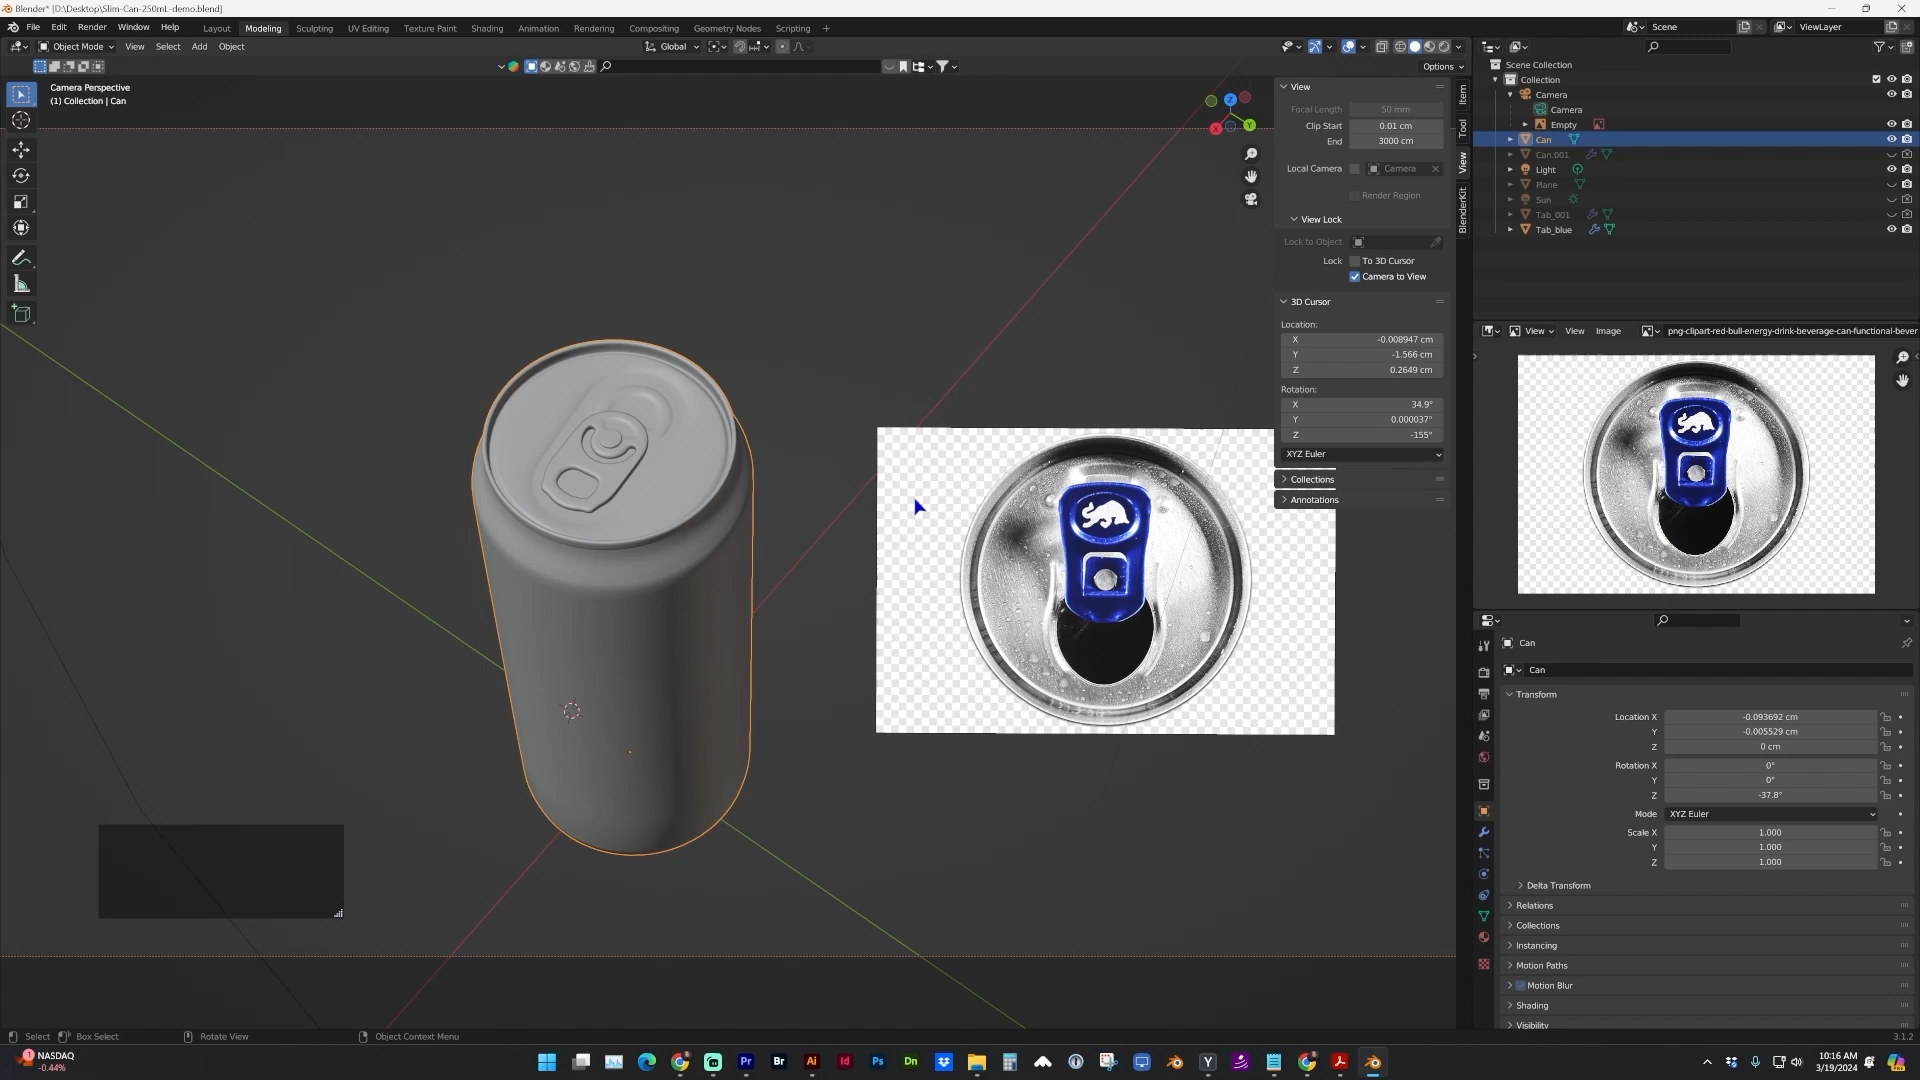 Blender* [D:\Desktop\Slim-Can-250mL-demo.blend]
File Edit Render Window Help Layout Modeling Sculpting UV Editing Texture Paint Shading Animation Rendering Compositing Geometry Nodes Scripting + Scene ViewLayer
Object Mode View Select Add Object Global
Options
Camera Perspective
(1) Collection | Can
X Y Z
View
Focal Length 50 mm
Clip Start 0.01 cm
End 3000 cm
Local Camera Camera
Render Region
View Lock
Lock to Object
Lock To 3D Cursor
Camera to View
3D Cursor
Location:
X -0.008947 cm
Y -1.566 cm
Z 0.2649 cm
Rotation:
X 34.9°
Y 0.000037°
Z -155°
XYZ Euler
Collections
Annotations
Item
Tool
View
BlenderKit
Scene Collection
Collection
Camera
Camera
Empty
Can
Can.001
Light
Plane
Sun
Tab_001
Tab_blue
View View Image png-clipart-red-bull-energy-drink-beverage-can-functional-bever
Can
Can
Transform
Location X -0.093692 cm
Y -0.005529 cm
Z 0 cm
Rotation X 0°
Y 0°
Z -37.8°
Mode XYZ Euler
Scale X 1.000
Y 1.000
Z 1.000
Delta Transform
Relations
Collections
Instancing
Motion Paths
Motion Blur
Shading
Visibility
Select Box Select Rotate View Object Context Menu 3.1.2
1 NASDAQ
-0.44%
Pr Br Ai Id Ps Dn Y
10:16 AM
3/19/2024